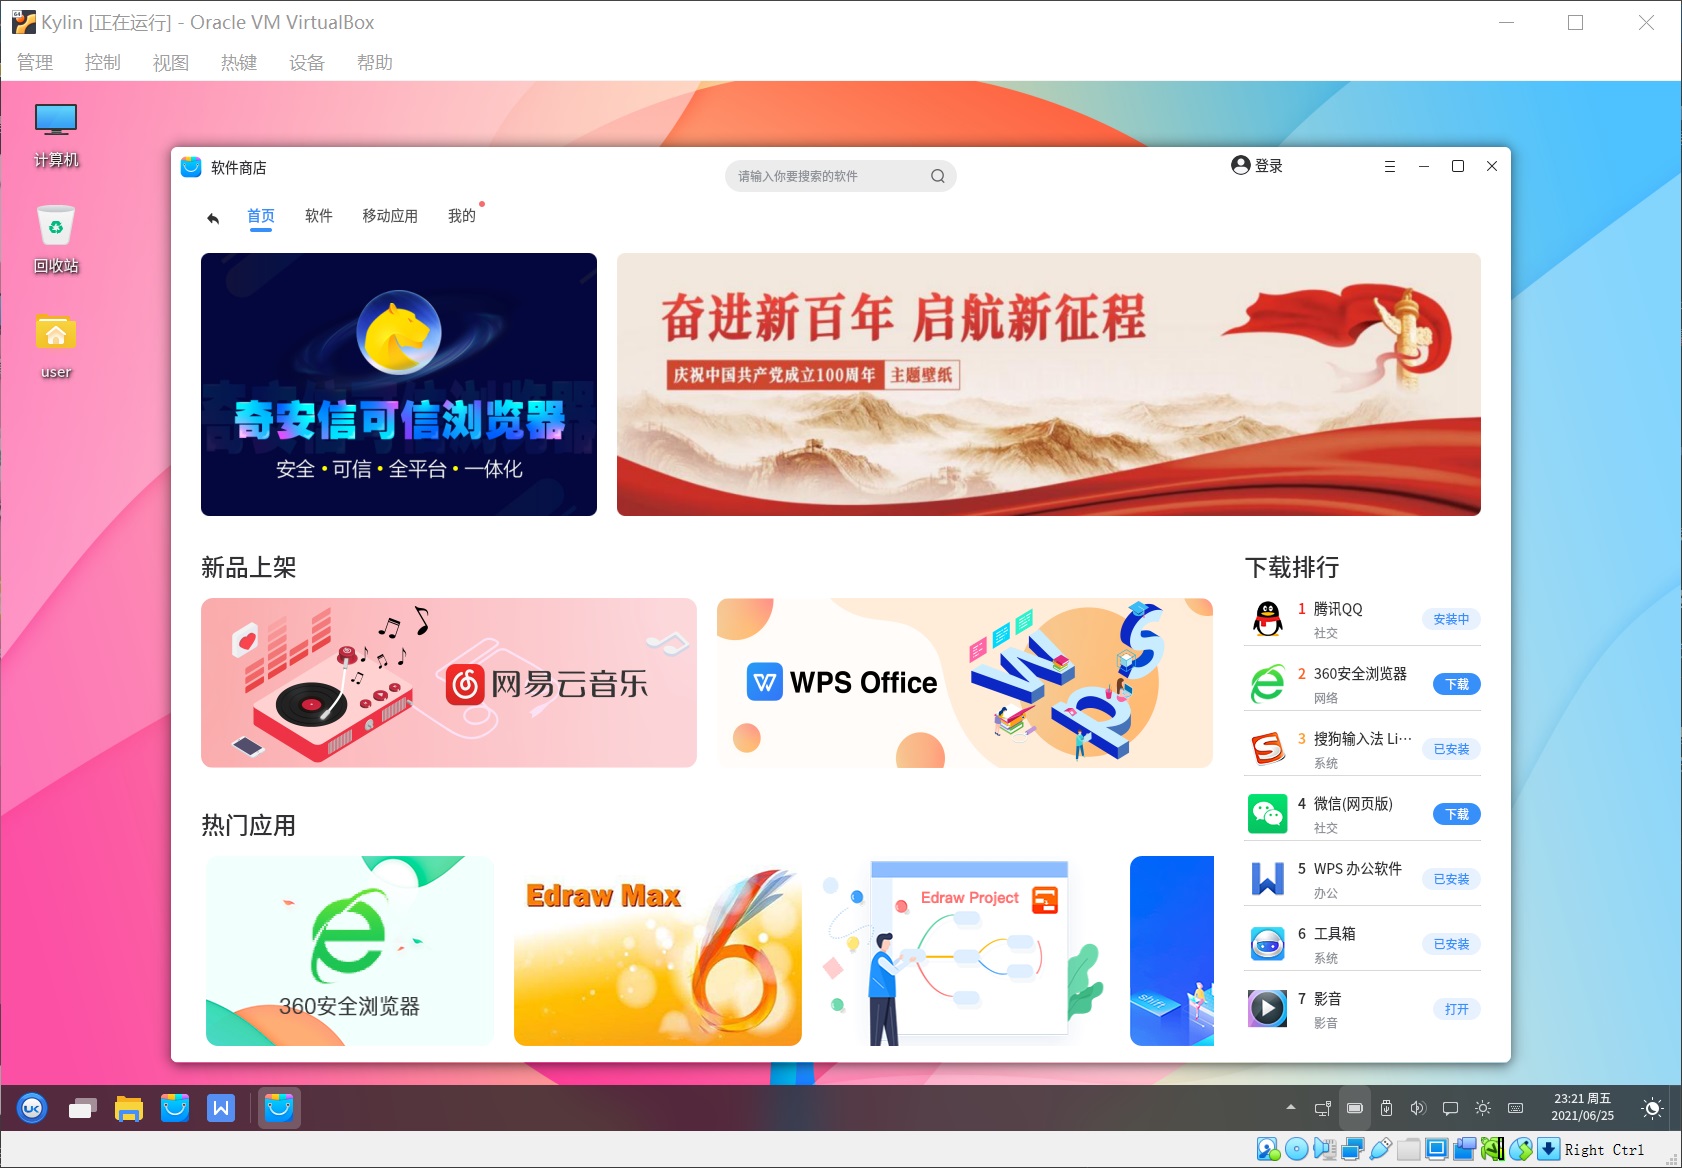 Kylin [正在运行] - Oracle VM VirtualBox
管理 控制 视图 热键 设备 帮助
计算机
回收站
user
软件商店
请输入你要搜索的软件
登录
首页 软件 移动应用 我的
奇安信可信浏览器
安全•可信•全平台•一体化
奋进新百年 启航新征程
庆祝中国共产党成立100周年 主题壁纸
新品上架
网易云音乐
WPS Office
热门应用
360安全浏览器
Edraw Max
Edraw Project
shift
下载排行
1 腾讯QQ
社交
安装中
2 360安全浏览器
网络
下载
3 搜狗输入法 Li…
系统
已安装
4 微信(网页版)
社交
下载
5 WPS 办公软件
办公
已安装
6 工具箱
系统
已安装
7 影音
影音
打开
23:21 周五
2021/06/25
Right Ctrl